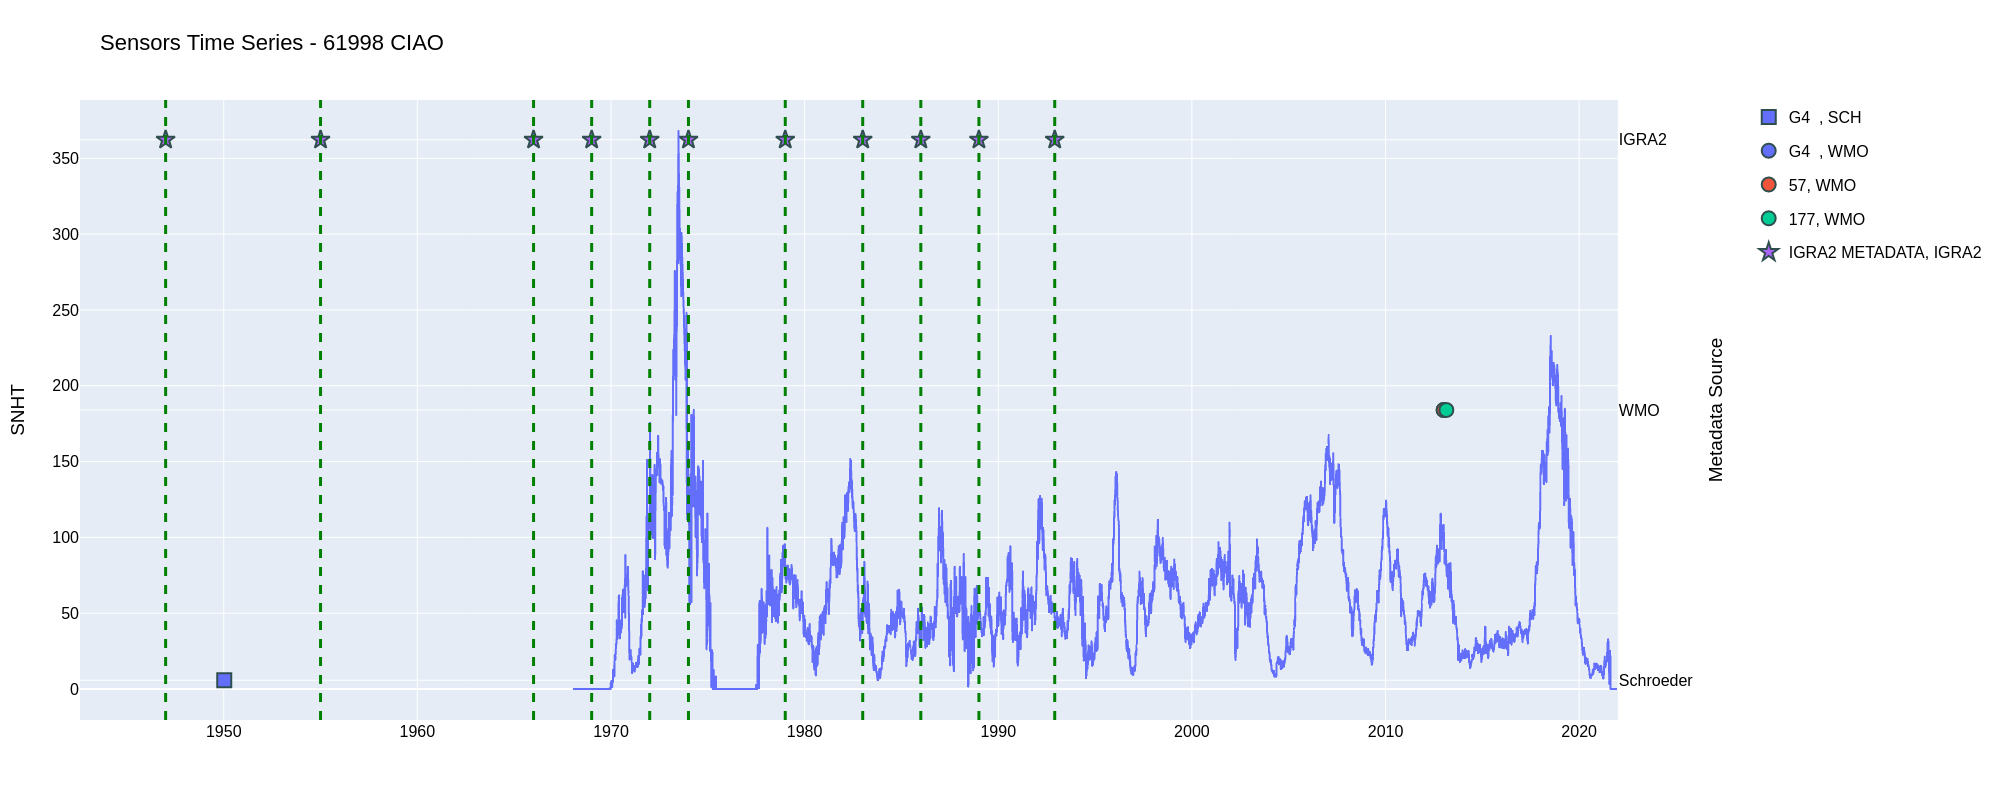 Sensors Time Series - 61998 CIAO
SNHT
350
300
250
200
150
100
50
0
1950
1960
1970
1980
1990
2000
2010
2020
IGRA2
WMO
Schroeder
Metadata Source
G4  , SCH
G4  , WMO
57, WMO
177, WMO
IGRA2 METADATA, IGRA2